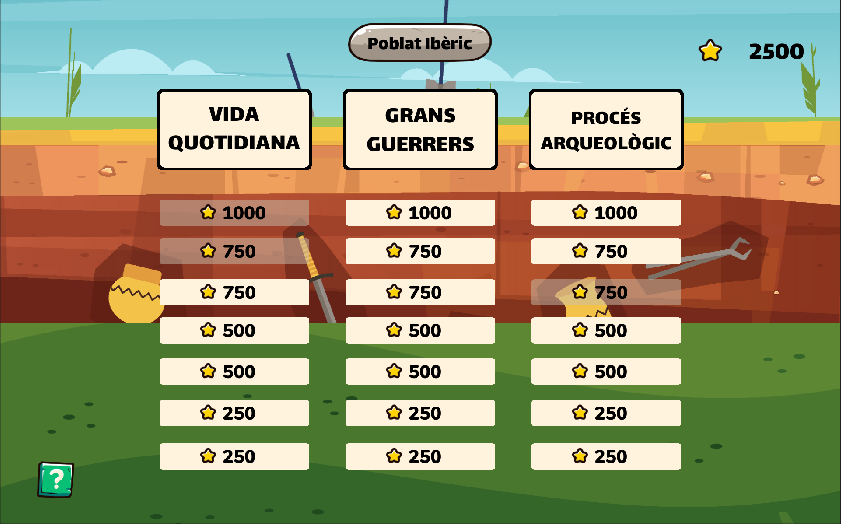 Poblat Ibèric
2500
VIDA
QUOTIDIANA
GRANS
GUERRERS
PROCÉS
ARQUEOLÒGIC
1000 1000 1000
750 750 750
750 750 750
500 500 500
500 500 500
250 250 250
250 250 250
?